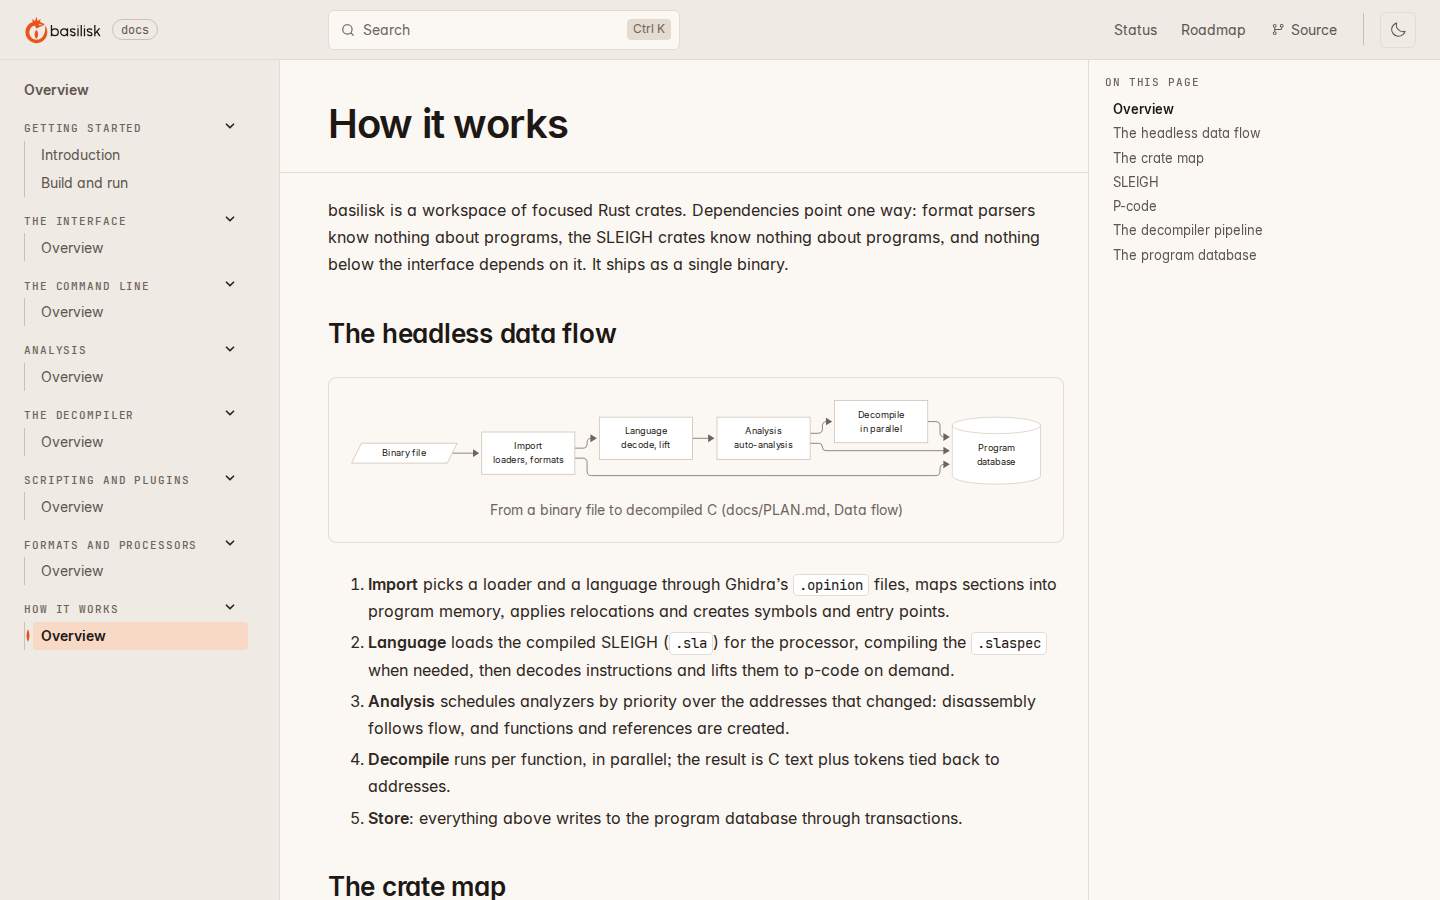 basilisk docs
Search Ctrl K
Status Roadmap Source
Overview
GETTING STARTED
Introduction
Build and run
THE INTERFACE
Overview
THE COMMAND LINE
Overview
ANALYSIS
Overview
THE DECOMPILER
Overview
SCRIPTING AND PLUGINS
Overview
FORMATS AND PROCESSORS
Overview
HOW IT WORKS
Overview
How it works
basilisk is a workspace of focused Rust crates. Dependencies point one way: format parsers
know nothing about programs, the SLEIGH crates know nothing about programs, and nothing
below the interface depends on it. It ships as a single binary.
The headless data flow
Binary file
Import
loaders, formats
Language
decode, lift
Analysis
auto-analysis
Decompile
in parallel
Program
database
From a binary file to decompiled C (docs/PLAN.md, Data flow)
1. Import picks a loader and a language through Ghidra’s .opinion files, maps sections into
program memory, applies relocations and creates symbols and entry points.
2. Language loads the compiled SLEIGH (.sla) for the processor, compiling the .slaspec
when needed, then decodes instructions and lifts them to p-code on demand.
3. Analysis schedules analyzers by priority over the addresses that changed: disassembly
follows flow, and functions and references are created.
4. Decompile runs per function, in parallel; the result is C text plus tokens tied back to
addresses.
5. Store: everything above writes to the program database through transactions.
The crate map
ON THIS PAGE
Overview
The headless data flow
The crate map
SLEIGH
P-code
The decompiler pipeline
The program database